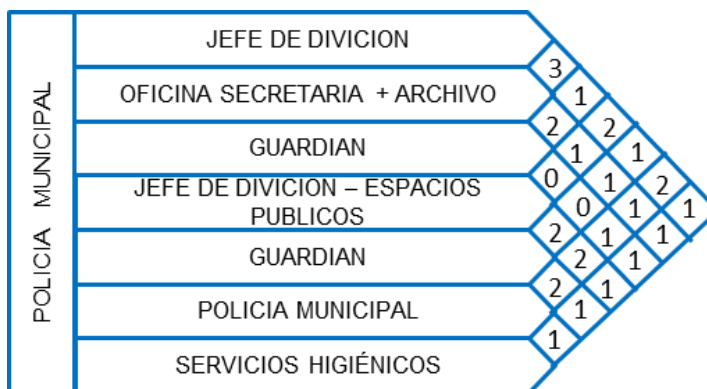 POLICIA MUNICIPAL
JEFE DE DIVICION
OFICINA SECRETARIA + ARCHIVO
GUARDIAN
JEFE DE DIVICION – ESPACIOS
PUBLICOS
GUARDIAN
POLICIA MUNICIPAL
SERVICIOS HIGIÉNICOS
3
1
2 2
1 1
0 1 2
0 1 1
2 1 1
2 1
2 1
1
1